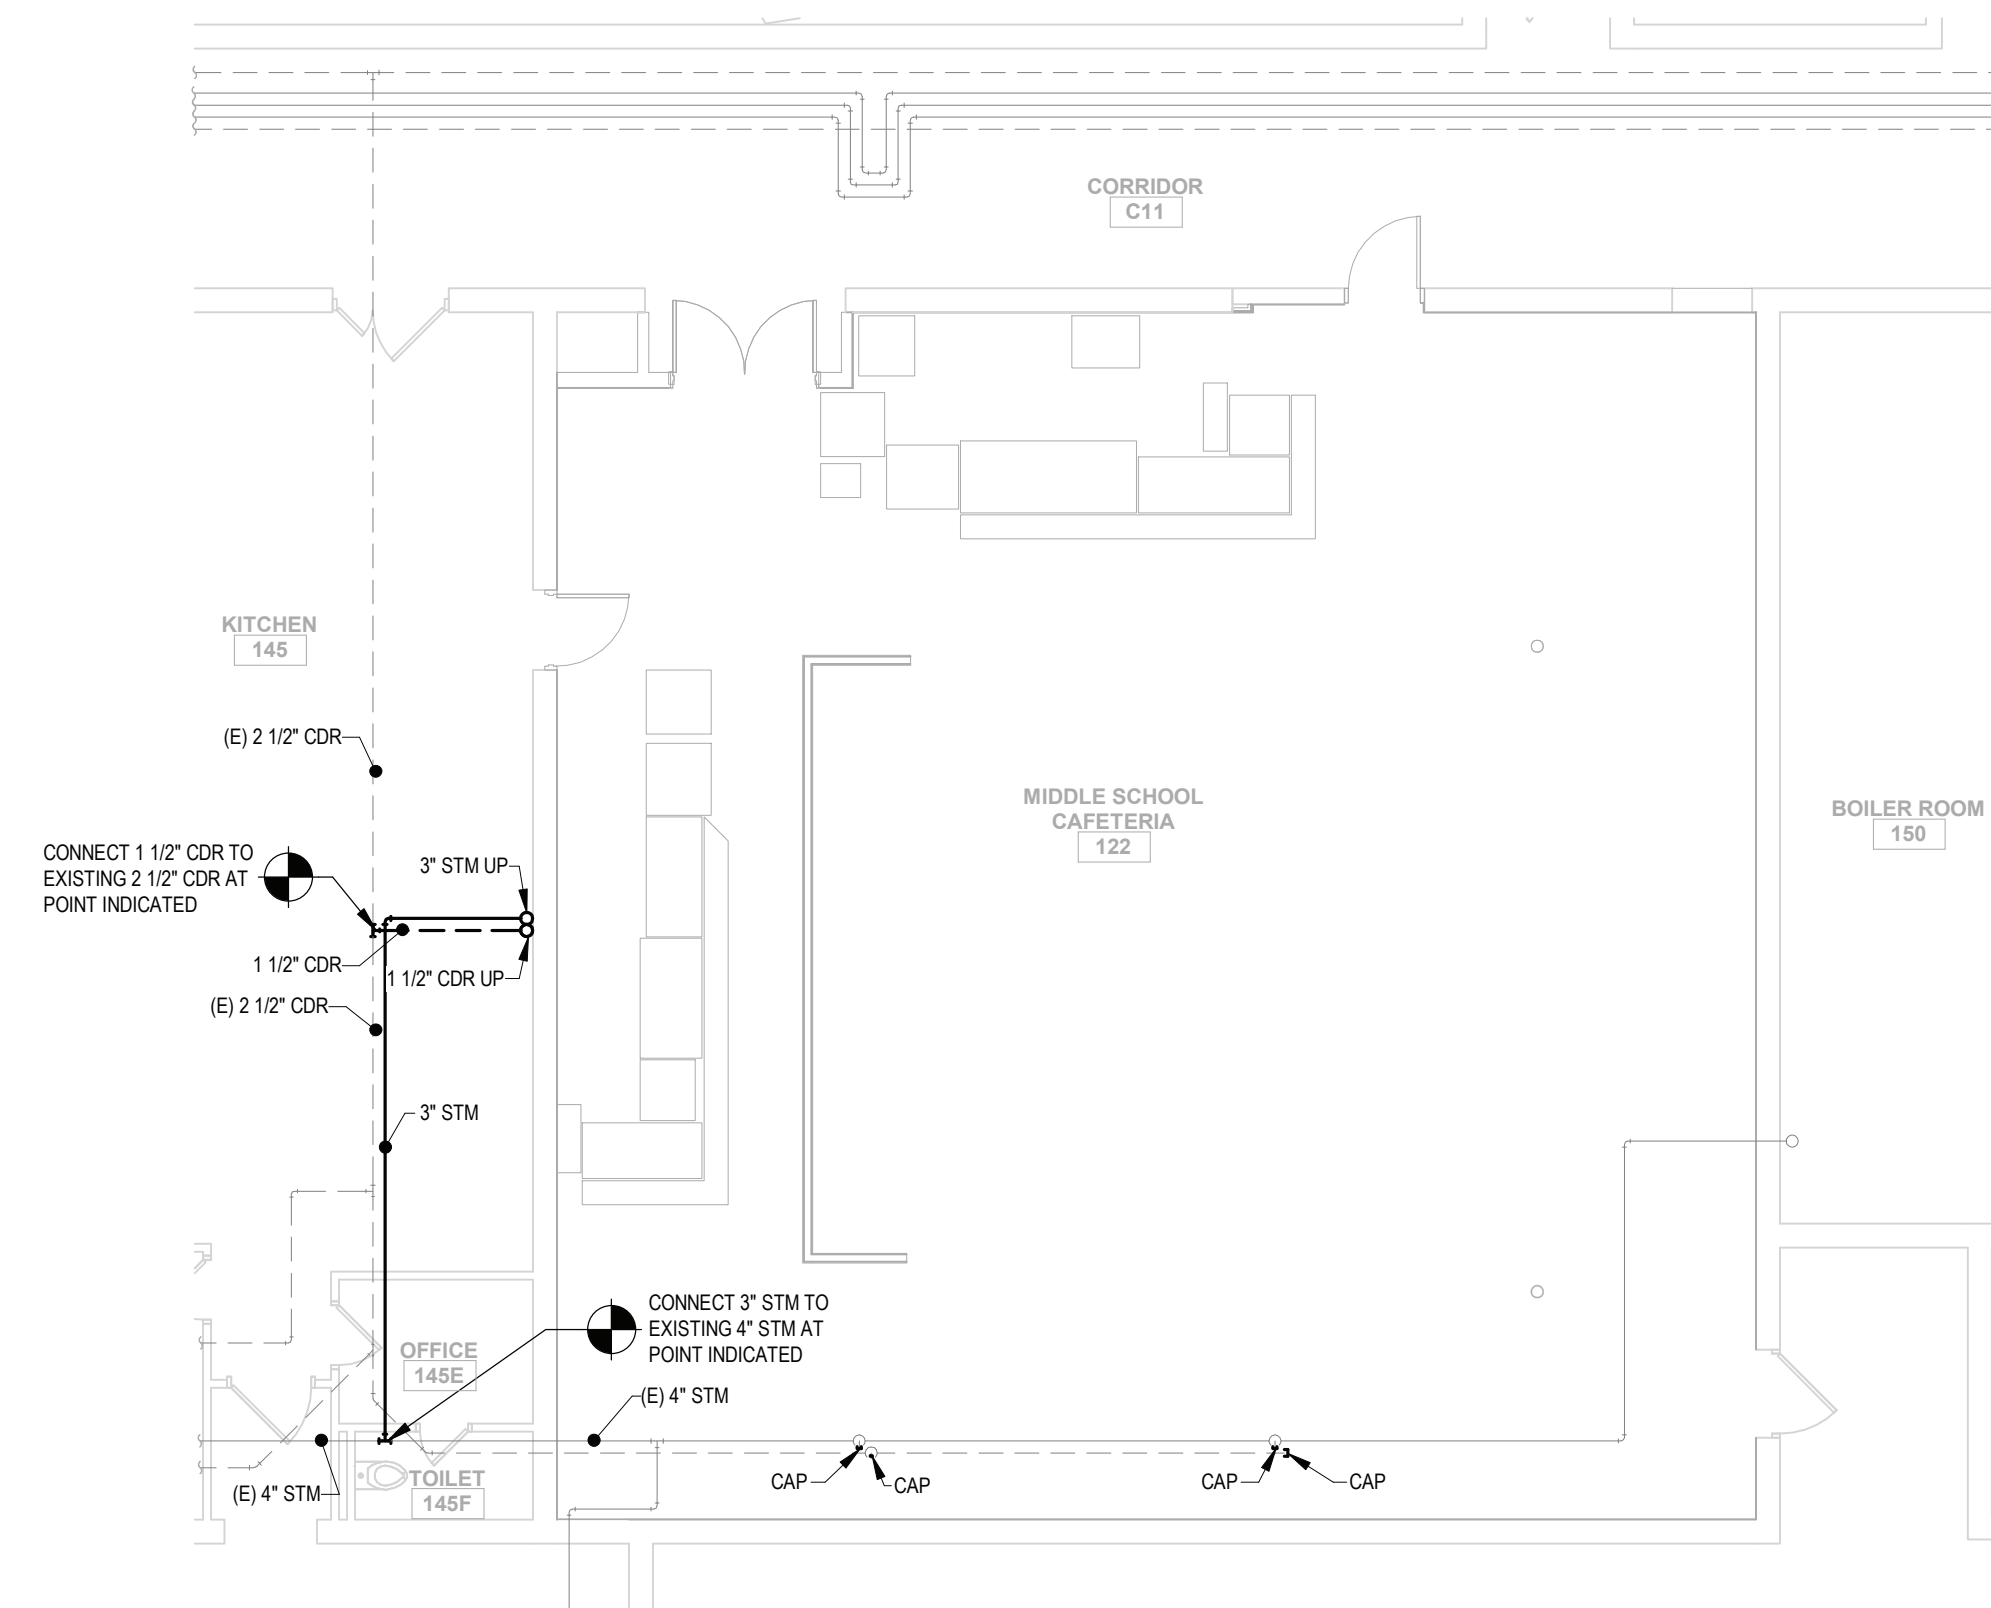 CORRIDOR
C11
KITCHEN
145
(E) 2 1/2" CDR
MIDDLE SCHOOL
CAFETERIA
122
BOILER ROOM
150
CONNECT 1 1/2" CDR TO
EXISTING 2 1/2" CDR AT
POINT INDICATED
3" STM UP
1 1/2" CDR
1 1/2" CDR UP
(E) 2 1/2" CDR
3" STM
CONNECT 3" STM TO
EXISTING 4" STM AT
POINT INDICATED
OFFICE
145E
(E) 4" STM
(E) 4" STM
TOILET
145F
CAP
CAP
CAP
CAP